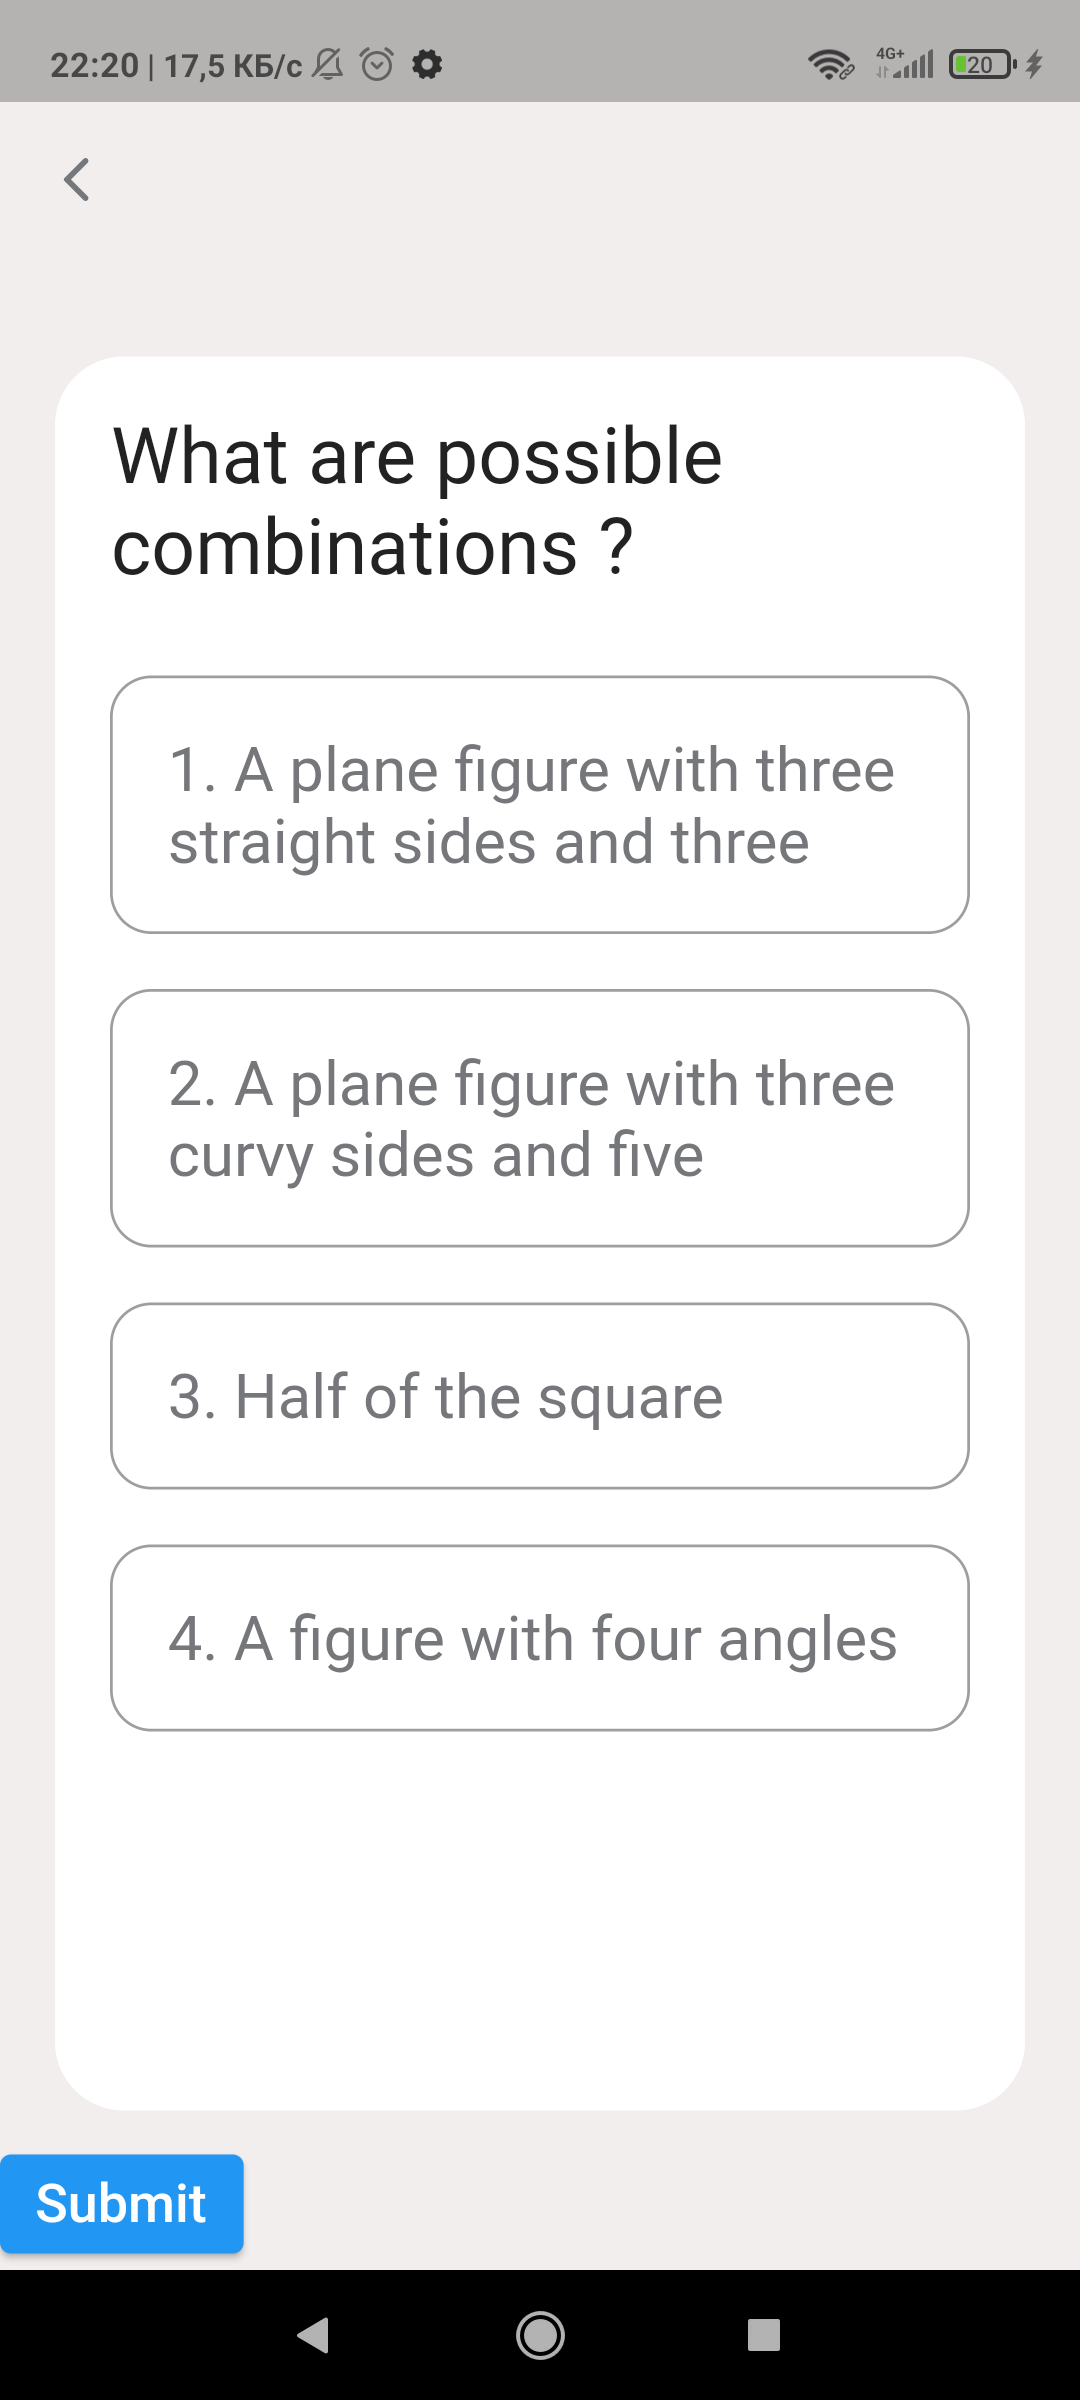 22:20 | 17,5 КБ/с 4G+ 20
What are possible
combinations ?
1. A plane figure with three
straight sides and three
2. A plane figure with three
curvy sides and five
3. Half of the square
4. A figure with four angles
Submit